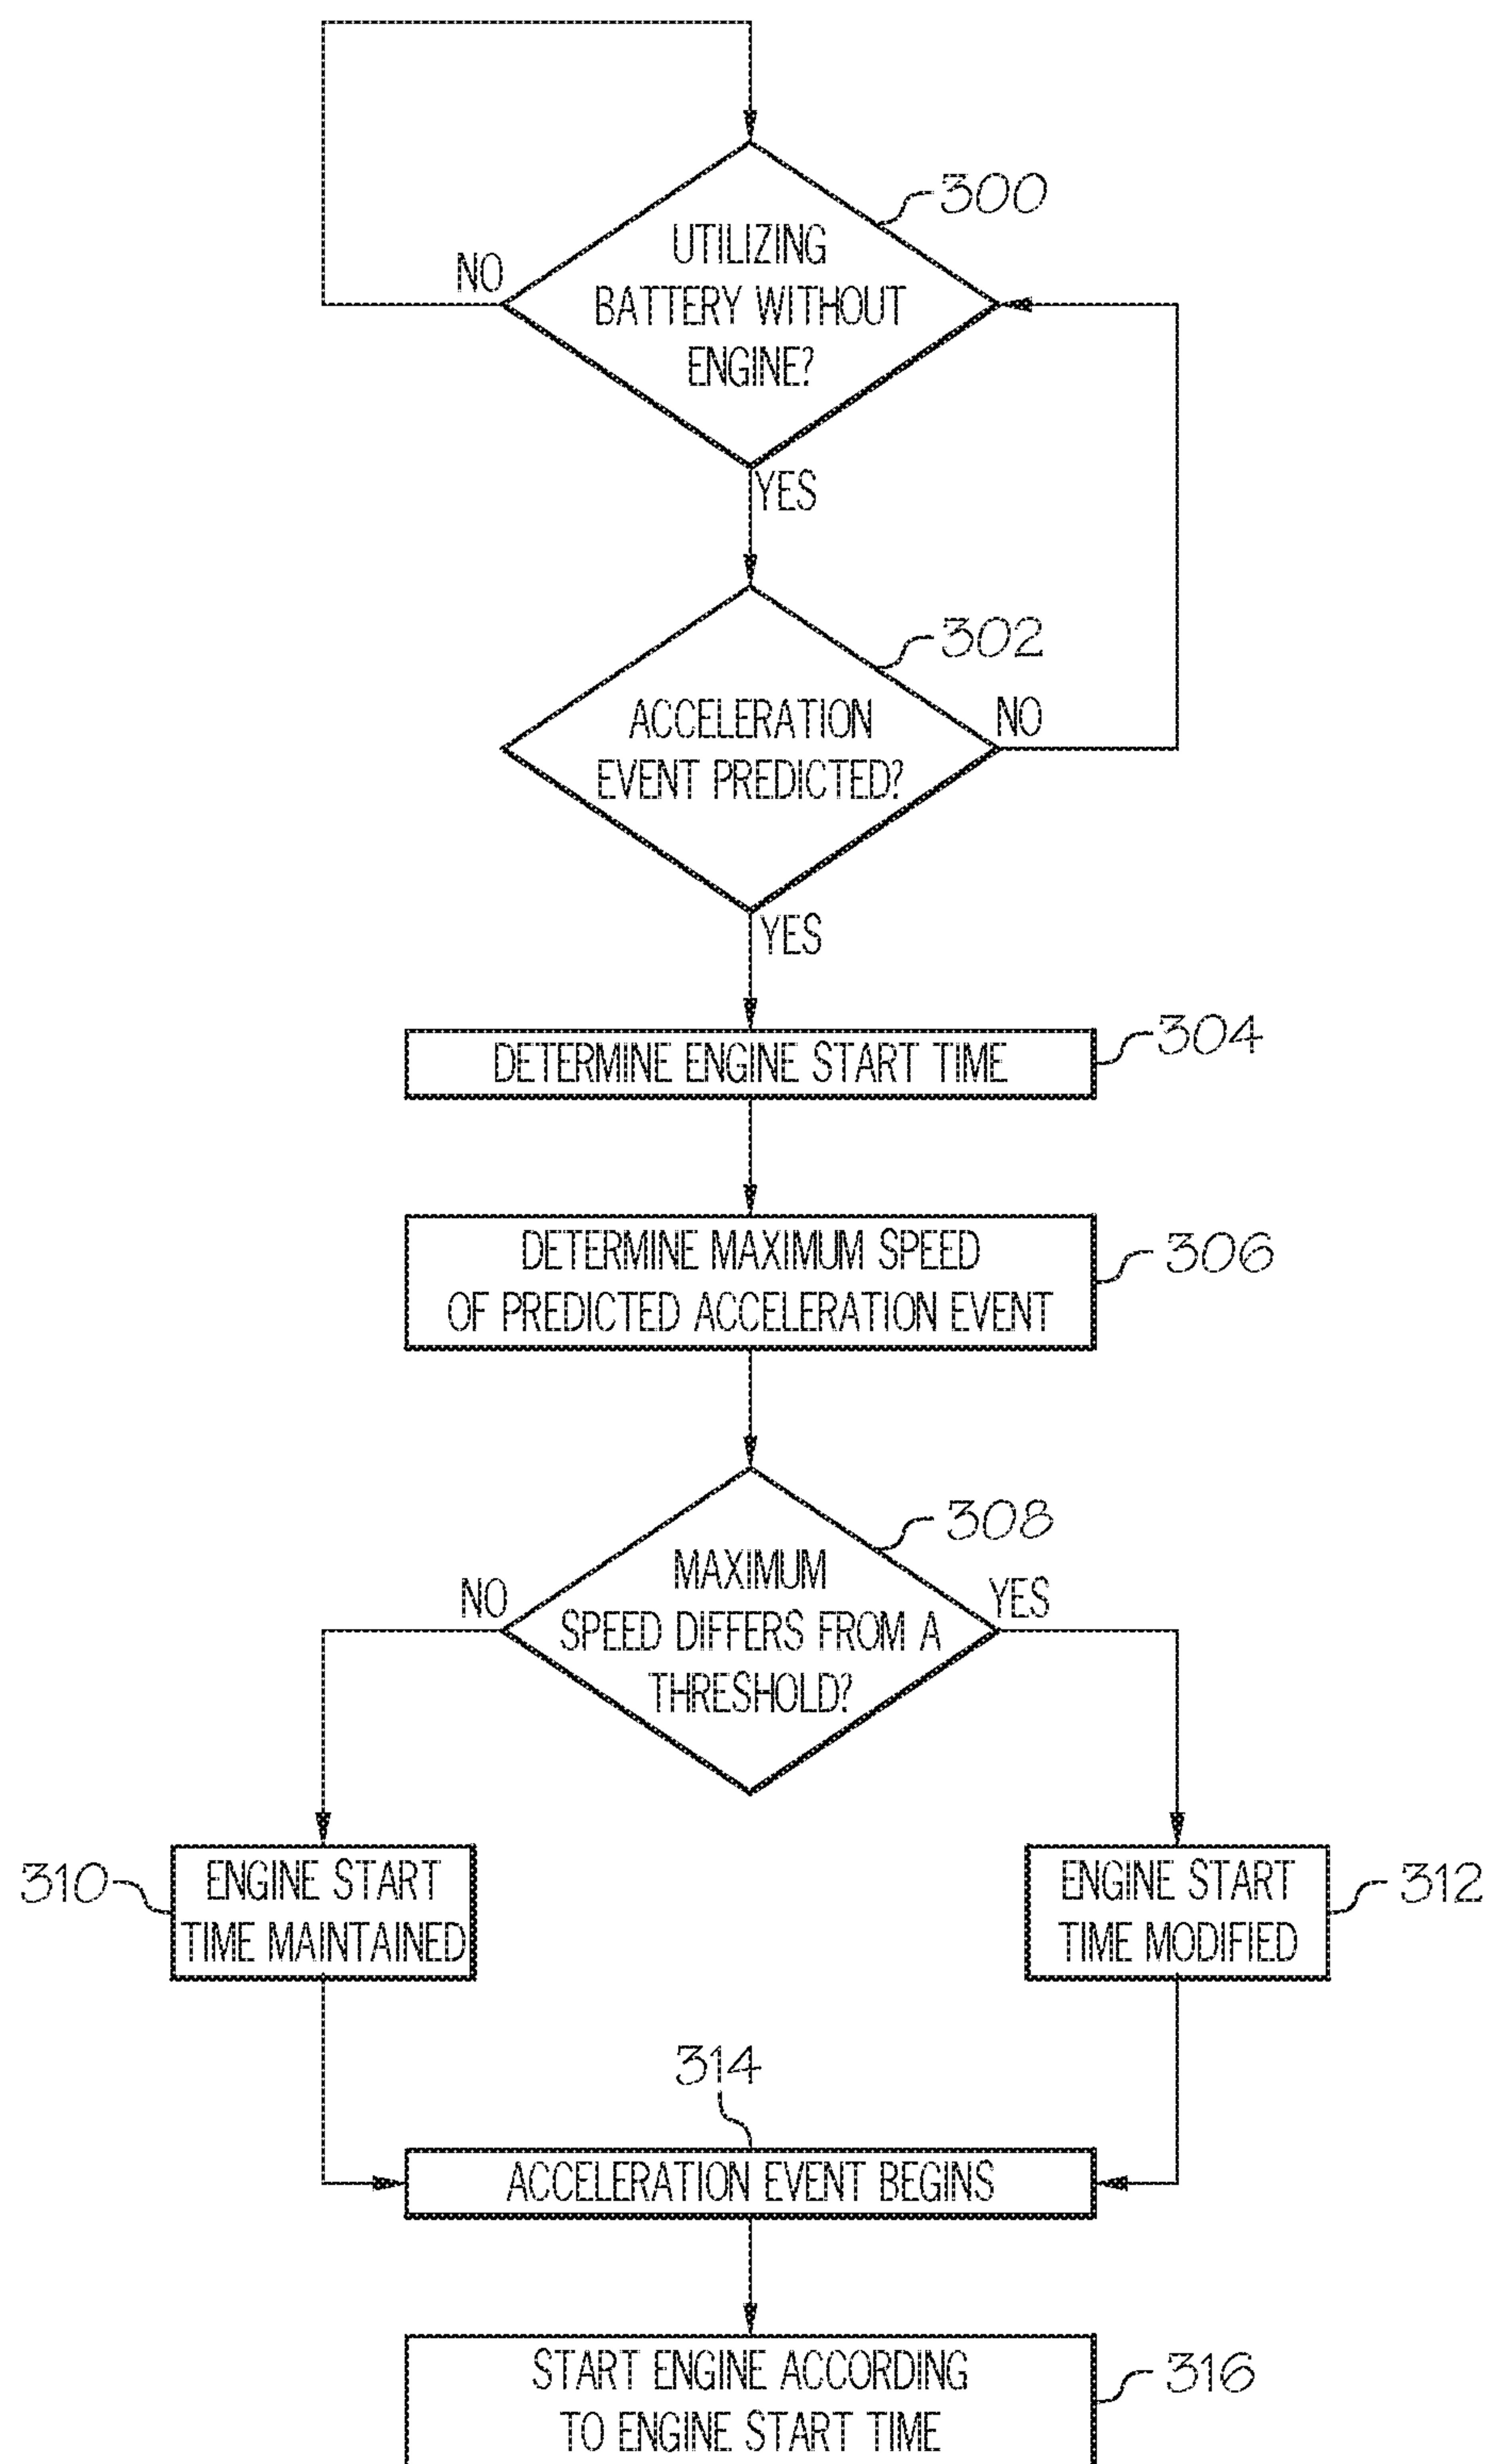 300
UTILIZING
BATTERY WITHOUT
ENGINE?
NO
YES
302
ACCELERATION
EVENT PREDICTED?
NO
YES
304
DETERMINE ENGINE START TIME
DETERMINE MAXIMUM SPEED
OF PREDICTED ACCELERATION EVENT
306
308
MAXIMUM
SPEED DIFFERS FROM A
THRESHOLD?
NO
YES
310
ENGINE START
TIME MAINTAINED
ENGINE START
TIME MODIFIED
312
314
ACCELERATION EVENT BEGINS
START ENGINE ACCORDING
TO ENGINE START TIME
316